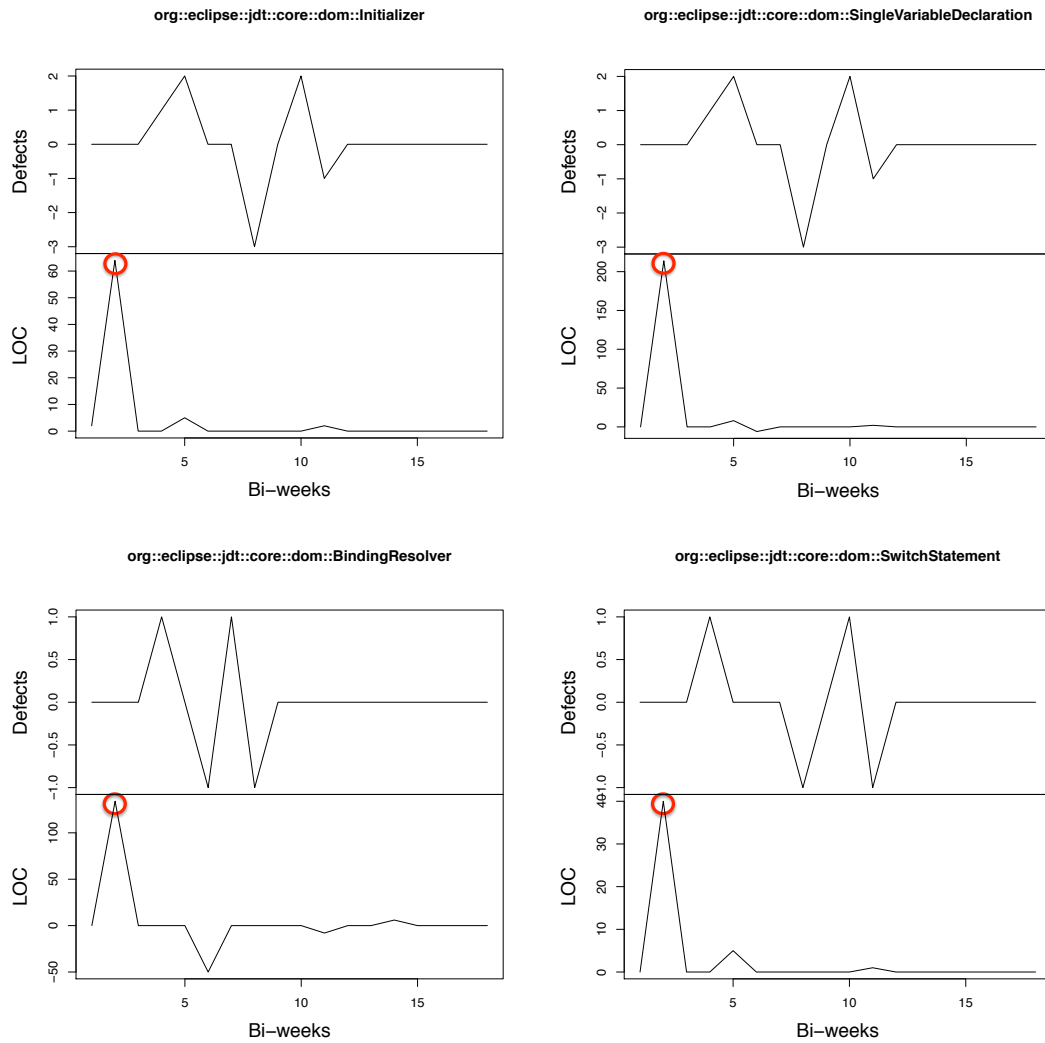 org::eclipse::jdt::core::dom::Initializer
Defects
2
1
0
−1
−2
−3
LOC
60
50
40
30
20
10
0
5 10 15
Bi−weeks
org::eclipse::jdt::core::dom::SingleVariableDeclaration
Defects
2
1
0
−1
−2
−3
LOC
200
150
100
50
0
5 10 15
Bi−weeks
org::eclipse::jdt::core::dom::BindingResolver
Defects
1.0
0.5
0.0
−0.5
−1.0
LOC
100
50
0
−50
5 10 15
Bi−weeks
org::eclipse::jdt::core::dom::SwitchStatement
Defects
1.0
0.5
0.0
−0.5
−1.0
LOC
40
30
20
10
0
5 10 15
Bi−weeks